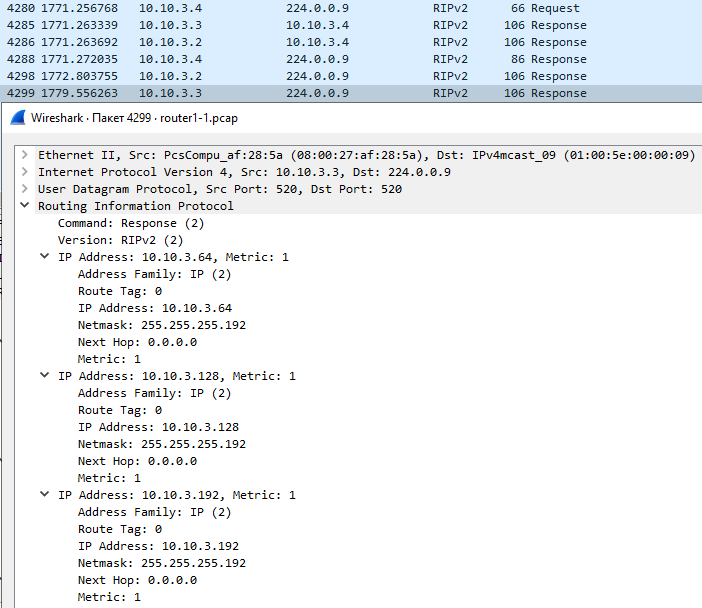 4280 1771.256768 10.10.3.4 224.0.0.9 RIPv2 66 Request
4285 1771.263339 10.10.3.3 10.10.3.4 RIPv2 106 Response
4286 1771.263692 10.10.3.2 10.10.3.4 RIPv2 106 Response
4288 1771.272035 10.10.3.4 224.0.0.9 RIPv2 86 Response
4298 1772.803755 10.10.3.2 224.0.0.9 RIPv2 106 Response
4299 1779.556263 10.10.3.3 224.0.0.9 RIPv2 106 Response
Wireshark · Пакет 4299 · router1-1.pcap
Ethernet II, Src: PcsCompu_af:28:5a (08:00:27:af:28:5a), Dst: IPv4mcast_09 (01:00:5e:00:00:09)
Internet Protocol Version 4, Src: 10.10.3.3, Dst: 224.0.0.9
User Datagram Protocol, Src Port: 520, Dst Port: 520
Routing Information Protocol
Command: Response (2)
Version: RIPv2 (2)
IP Address: 10.10.3.64, Metric: 1
Address Family: IP (2)
Route Tag: 0
IP Address: 10.10.3.64
Netmask: 255.255.255.192
Next Hop: 0.0.0.0
Metric: 1
IP Address: 10.10.3.128, Metric: 1
Address Family: IP (2)
Route Tag: 0
IP Address: 10.10.3.128
Netmask: 255.255.255.192
Next Hop: 0.0.0.0
Metric: 1
IP Address: 10.10.3.192, Metric: 1
Address Family: IP (2)
Route Tag: 0
IP Address: 10.10.3.192
Netmask: 255.255.255.192
Next Hop: 0.0.0.0
Metric: 1